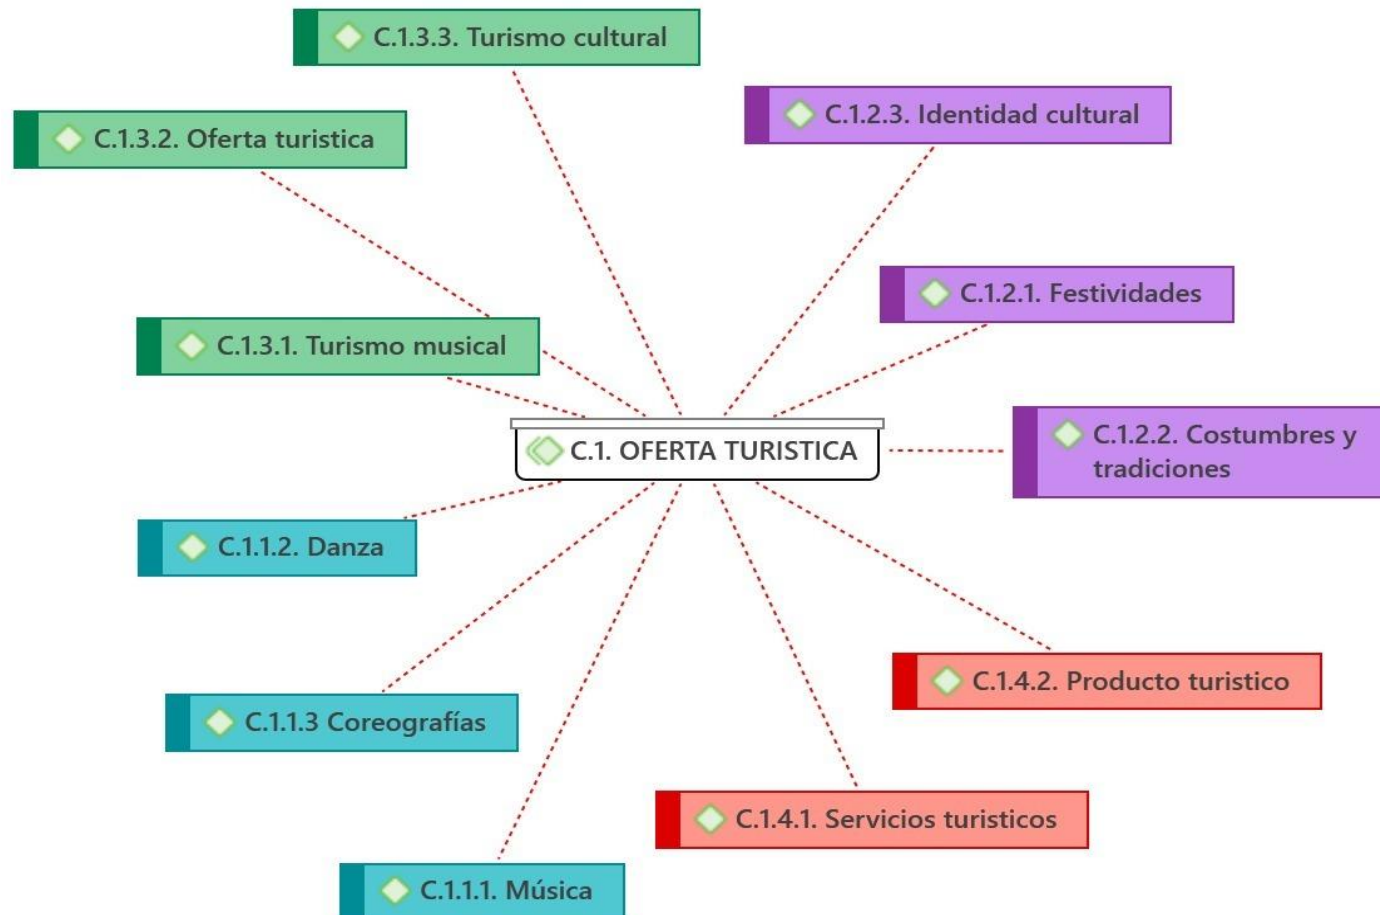 C.1.3.3. Turismo cultural
C.1.2.3. Identidad cultural
C.1.3.2. Oferta turistica
C.1.2.1. Festividades
C.1.3.1. Turismo musical
C.1.2.2. Costumbres y
tradiciones
C.1. OFERTA TURISTICA
C.1.1.2. Danza
C.1.4.2. Producto turistico
C.1.1.3 Coreografías
C.1.4.1. Servicios turisticos
C.1.1.1. Música